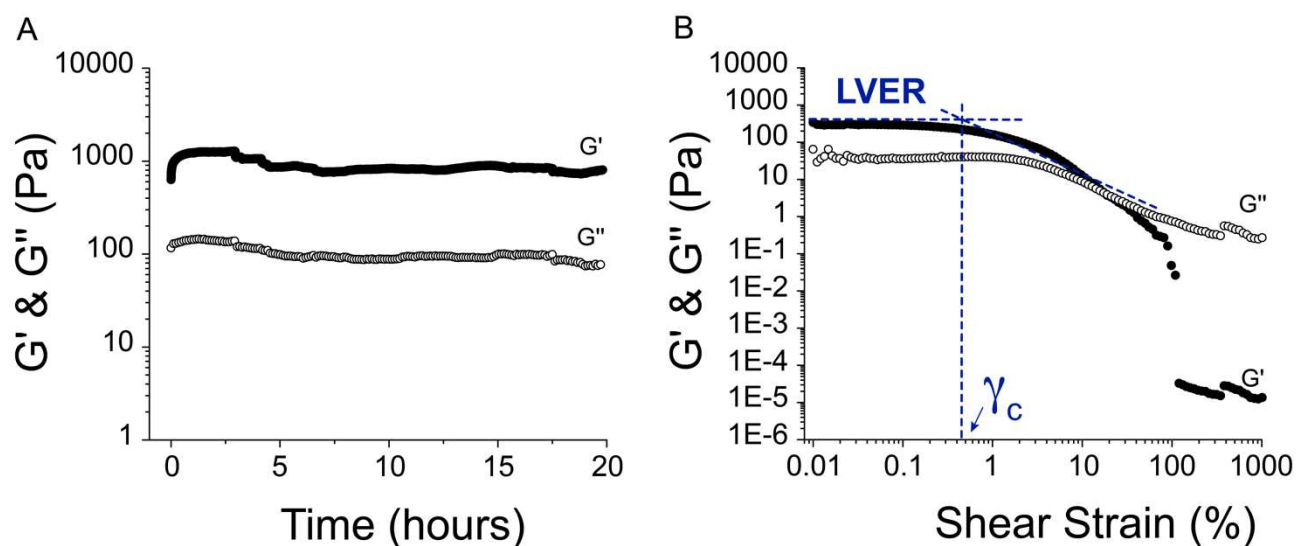 A
G' & G'' (Pa)
10000
1000
100
10
1
G'
G''
0
5
10
15
20
Time (hours)
B
G' & G'' (Pa)
10000
1000
100
10
1
1E-1
1E-2
1E-3
1E-4
1E-5
1E-6
LVER
G''
G'
γc
0.01
0.1
1
10
100
1000
Shear Strain (%)